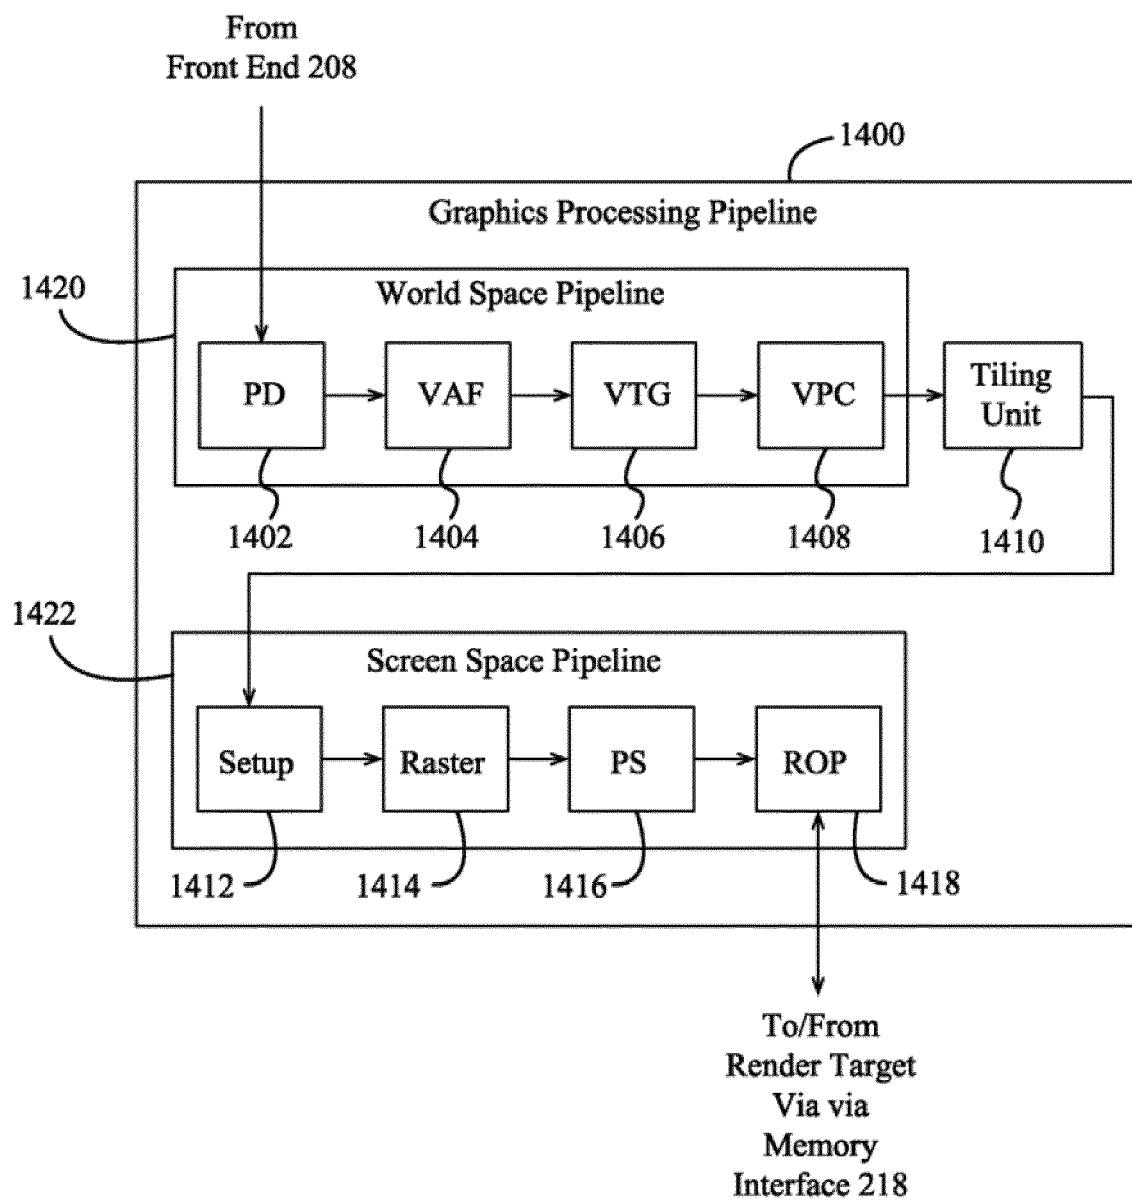 From
Front End 208
1400
Graphics Processing Pipeline
1420
World Space Pipeline
PD
VAF
VTG
VPC
Tiling
Unit
1402
1404
1406
1408
1410
1422
Screen Space Pipeline
Setup
Raster
PS
ROP
1412
1414
1416
1418
To/From
Render Target
Via via
Memory
Interface 218